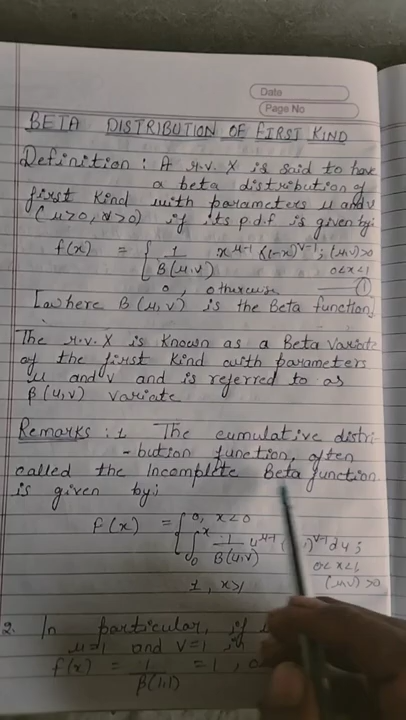 Date
Page No
BETA DISTRIBUTION OF FIRST KIND
Definition : A r.v. X is said to have
a beta distribution of
first Kind with parameters μ and ν
(μ>0, ν>0) if its p.d.f is given by:
f(x) = { 1/B(μ,ν) x^(μ-1) (1-x)^(ν-1) ; (μ,ν)>0
0<x<1
0, otherwise ①
[where B(μ,ν) is the Beta function]
The r.v. X is known as a Beta Variate
of the first Kind with parameters
μ and ν and is referred to as
β(μ,ν) variate
Remarks : 1 The cumulative distri-
-bution function, often
called the Incomplete Beta function
is given by:
F(x) = { 0, x<0
∫₀ˣ 1/B(μ,ν) u^(μ-1) ( )^(ν-1) du ;
0<x<1,
1, x>1 (μ,ν)>0
2. In particular, if
μ=1 and ν=1 in
f(x) = 1/β(1,1) = 1, 0